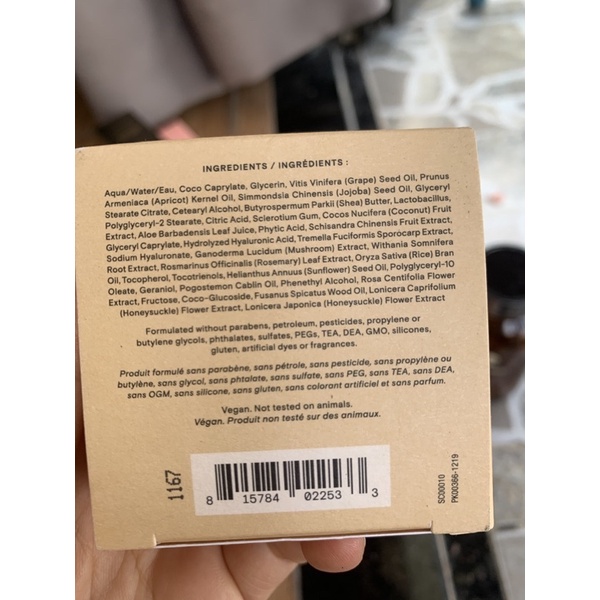 INGREDIENTS / INGRÉDIENTS :
Aqua/Water/Eau, Coco Caprylate, Glycerin, Vitis Vinifera (Grape) Seed Oil, Prunus
Armeniaca (Apricot) Kernel Oil, Simmondsia Chinensis (Jojoba) Seed Oil, Glyceryl
Stearate Citrate, Cetearyl Alcohol, Butyrospermum Parkii (Shea) Butter, Lactobacillus,
Polyglyceryl-2 Stearate, Citric Acid, Sclerotium Gum, Cocos Nucifera (Coconut) Fruit
Extract, Aloe Barbadensis Leaf Juice, Phytic Acid, Schisandra Chinensis Fruit Extract,
Glyceryl Caprylate, Hydrolyzed Hyaluronic Acid, Tremella Fuciformis Sporocarp Extract,
Sodium Hyaluronate, Ganoderma Lucidum (Mushroom) Extract, Withania Somnifera
Root Extract, Rosmarinus Officinalis (Rosemary) Leaf Extract, Oryza Sativa (Rice) Bran
Oil, Tocopherol, Tocotrienols, Helianthus Annuus (Sunflower) Seed Oil, Polyglyceryl-10
Oleate, Geraniol, Pogostemon Cablin Oil, Phenethyl Alcohol, Rosa Centifolia Flower
Extract, Fructose, Coco-Glucoside, Fusanus Spicatus Wood Oil, Lonicera Caprifolium
(Honeysuckle) Flower Extract, Lonicera Japonica (Honeysuckle) Flower Extract
Formulated without parabens, petroleum, pesticides, propylene or
butylene glycols, phthalates, sulfates, PEGs, TEA, DEA, GMO, silicones,
gluten, artificial dyes or fragrances.
Produit formulé sans parabène, sans pétrole, sans pesticide, sans propylène ou
butylène, sans glycol, sans phtalate, sans sulfate, sans PEG, sans TEA, sans DEA,
sans OGM, sans silicone, sans gluten, sans colorant artificiel et sans parfum.
Vegan. Not tested on animals.
Végan. Produit non testé sur des animaux.
1167
8 15784 02253 3
SC00010
PK00366-1219